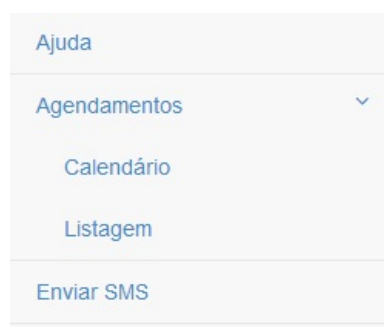 Ajuda
Agendamentos
Calendário
Listagem
Enviar SMS